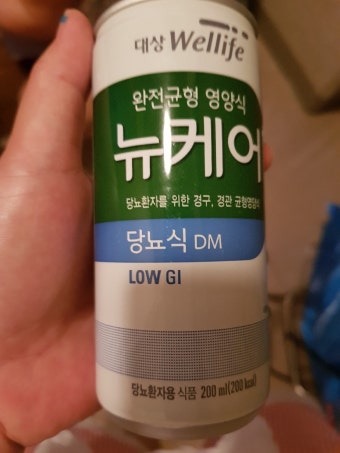 대상 Wellife
완전균형 영양식
뉴케어
당뇨환자를 위한 경구, 경관 균형영양식
당뇨식 DM
LOW GI
당뇨환자용 식품 200 ml(200 kcal)